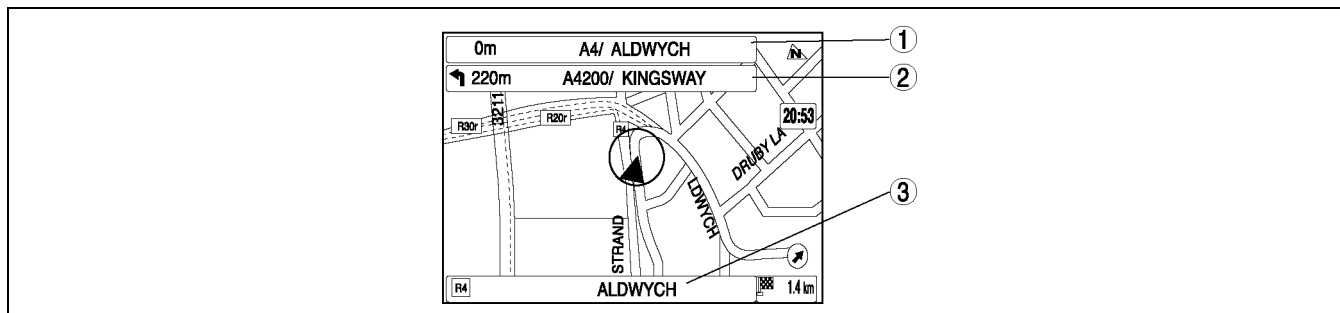 0m A4/ ALDWYCH
①
220m A4200/ KINGSWAY
②
N
3211
20:53
R30r
R20r
R4
DRUBY LA
LDWYCH
③
STRAND
R4 ALDWYCH
1.4 km